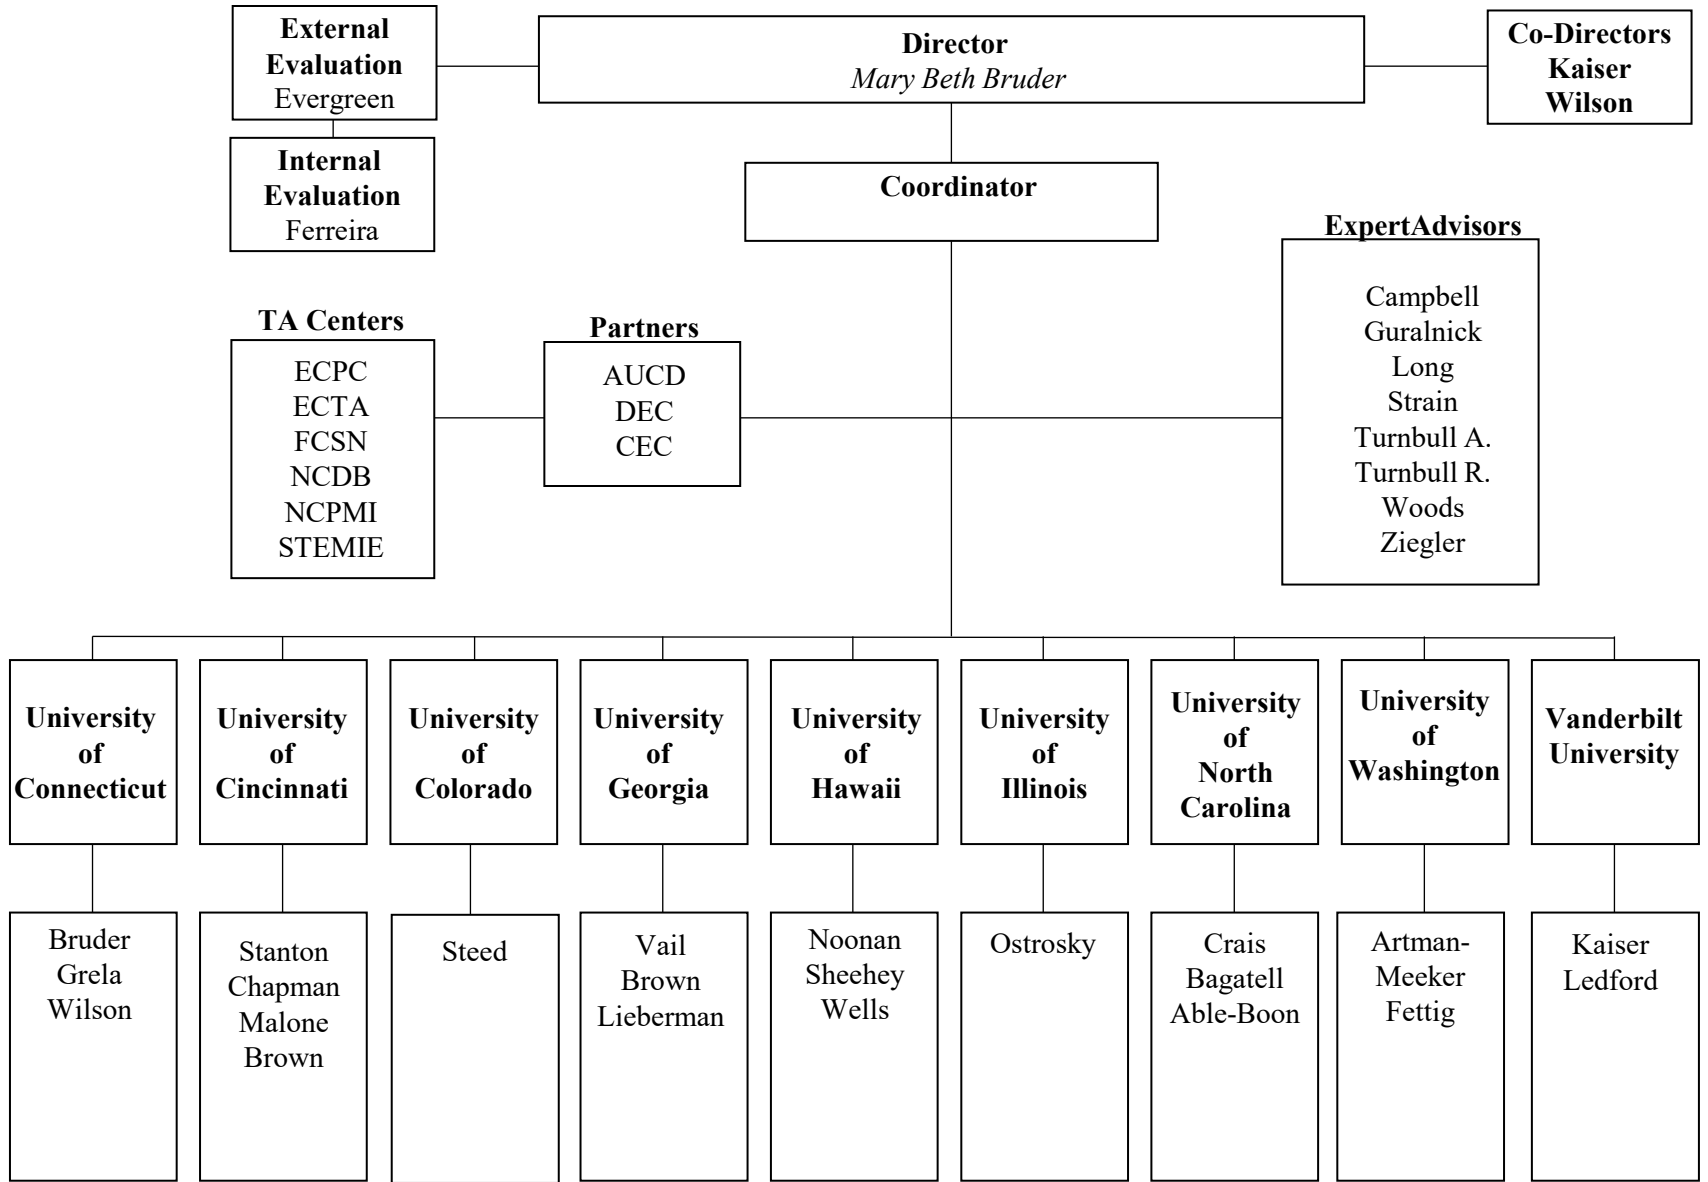 External
Evaluation
Evergreen
Director
Mary Beth Bruder
Co-Directors
Kaiser
Wilson
Internal
Evaluation
Ferreira
Coordinator
ExpertAdvisors
Campbell
Guralnick
Long
Strain
Turnbull A.
Turnbull R.
Woods
Ziegler
TA Centers
ECPC
ECTA
FCSN
NCDB
NCPMI
STEMIE
Partners
AUCD
DEC
CEC
University
of
Connecticut
University
of
Cincinnati
University
of
Colorado
University
of
Georgia
University
of
Hawaii
University
of
Illinois
University
of
North
Carolina
University
of
Washington
Vanderbilt
University
Bruder
Grela
Wilson
Stanton
Chapman
Malone
Brown
Steed
Vail
Brown
Lieberman
Noonan
Sheehey
Wells
Ostrosky
Crais
Bagatell
Able-Boon
Artman-
Meeker
Fettig
Kaiser
Ledford